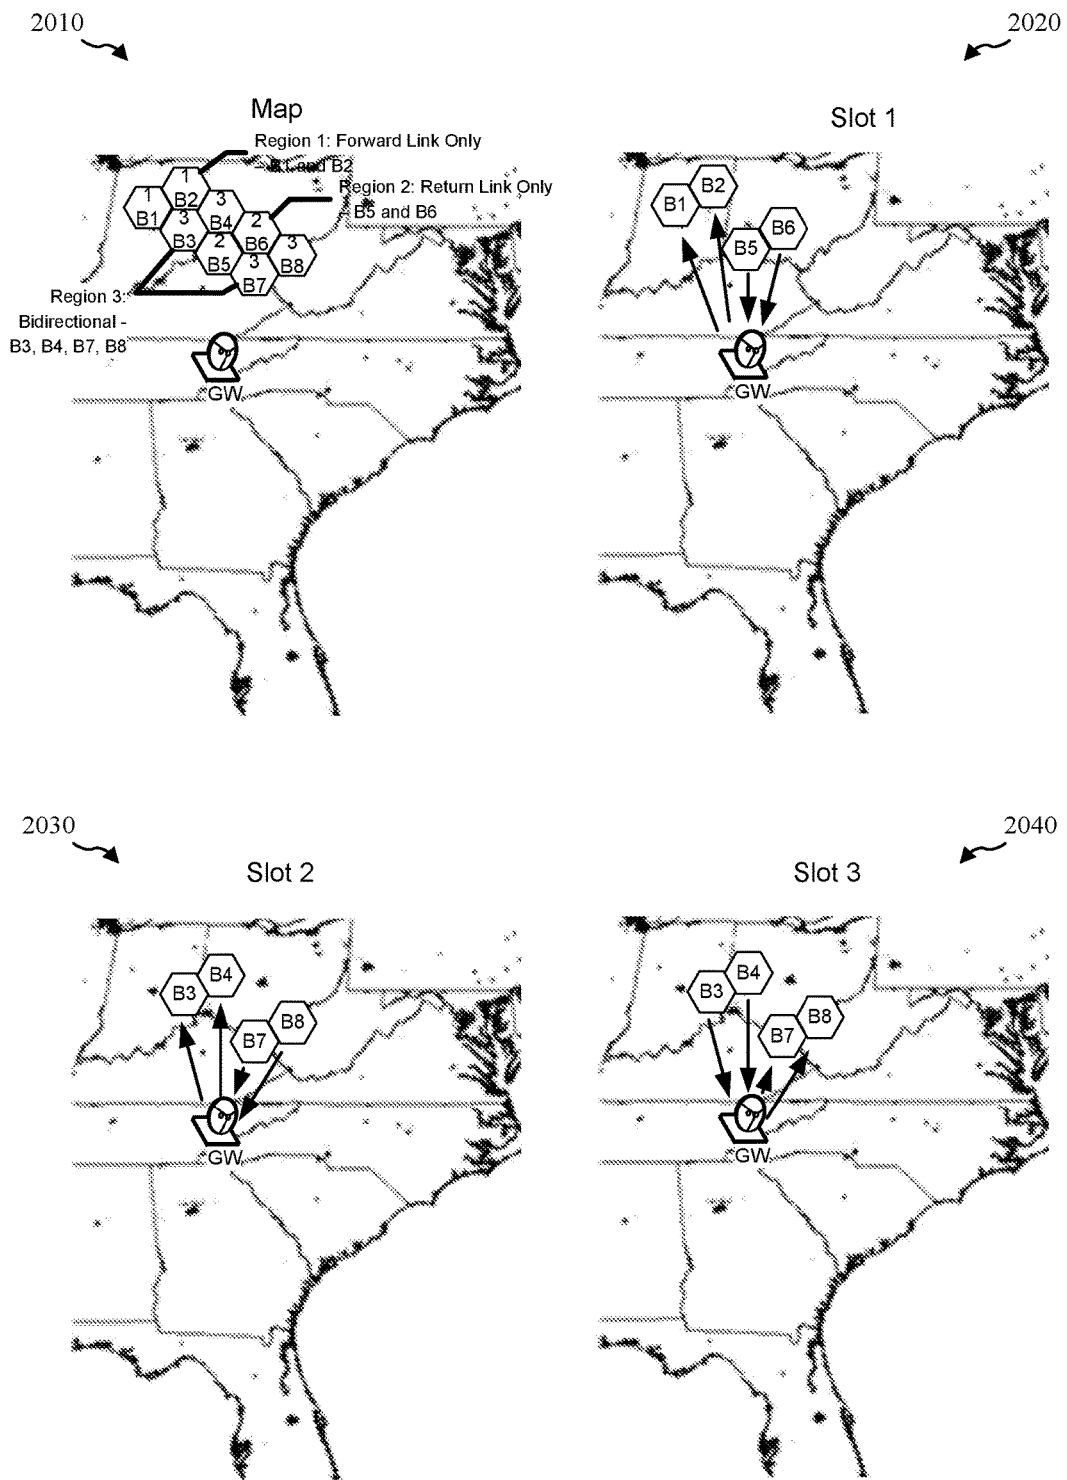 2010
2020
Map
Slot 1
Region 1: Forward Link Only
– B1 and B2
Region 2: Return Link Only
– B5 and B6
1
B1
1
B2
3
B3
3
B4
2
B5
2
B6
3
B7
3
B8
Region 3:
Bidirectional -
B3, B4, B7, B8
GW
B1
B2
B5
B6
GW
2030
2040
Slot 2
Slot 3
B3
B4
B7
B8
GW
B3
B4
B7
B8
GW